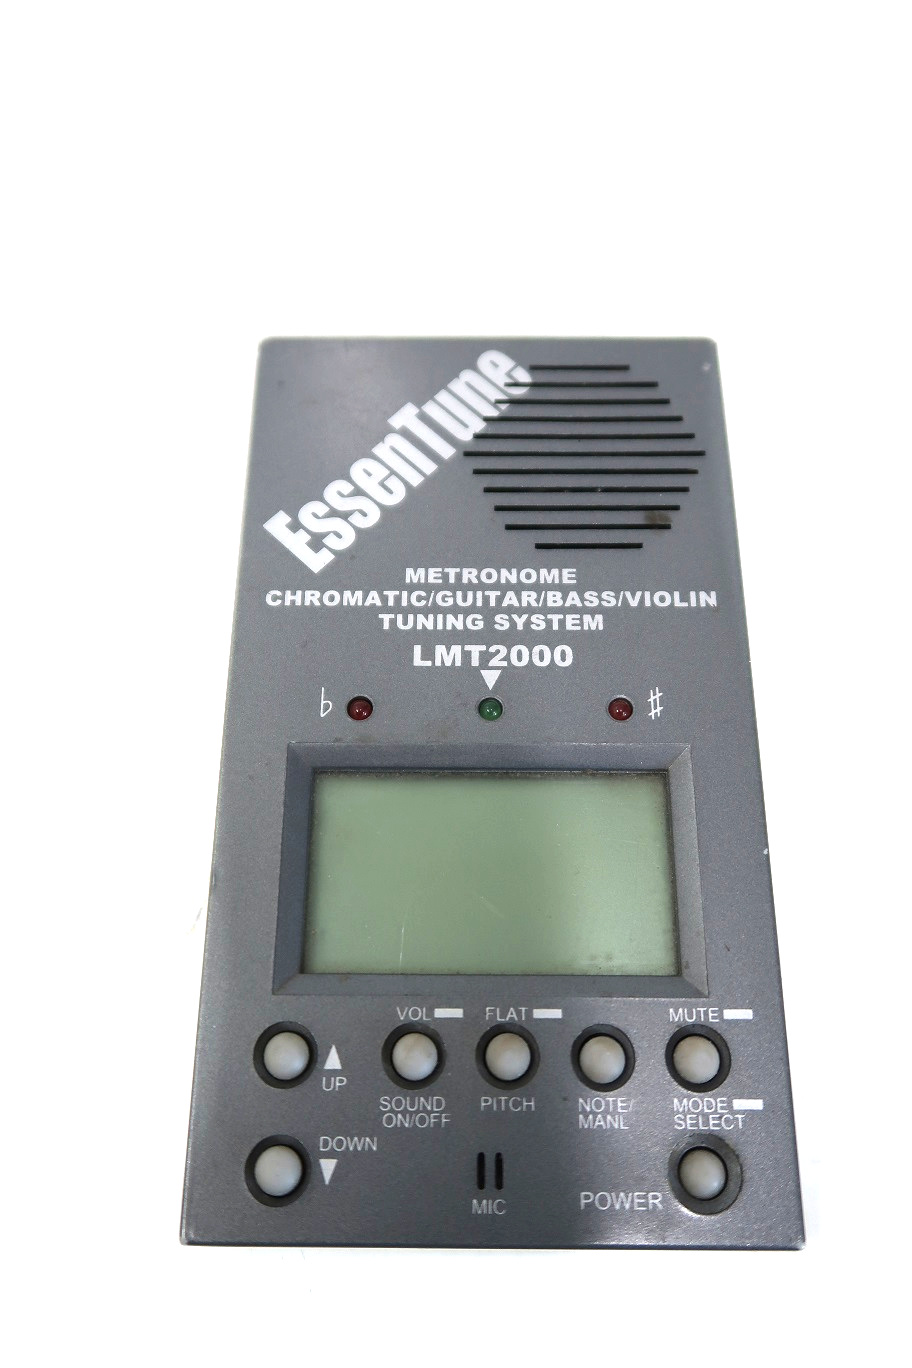 EssenTune
METRONOME
CHROMATIC/GUITAR/BASS/VIOLIN
TUNING SYSTEM
LMT2000
♭ ♯
VOL FLAT MUTE
UP
SOUND ON/OFF
PITCH
NOTE/
MANL
MODE
SELECT
DOWN
MIC
POWER